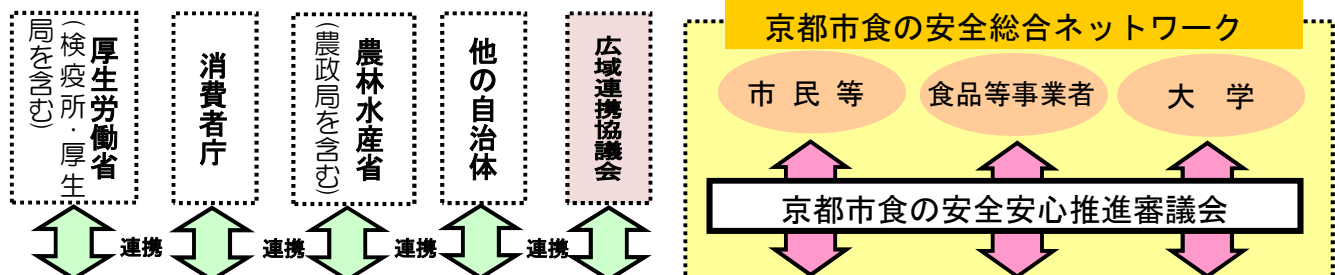 厚生労働省
（検疫所・厚生
局を含む）
消費者庁
農林水産省
（農政局を含む）
他の自治体
広域連携協議会
連携
連携
連携
連携
京都市食の安全総合ネットワーク
市 民 等
食品等事業者
大　学
京都市食の安全安心推進審議会